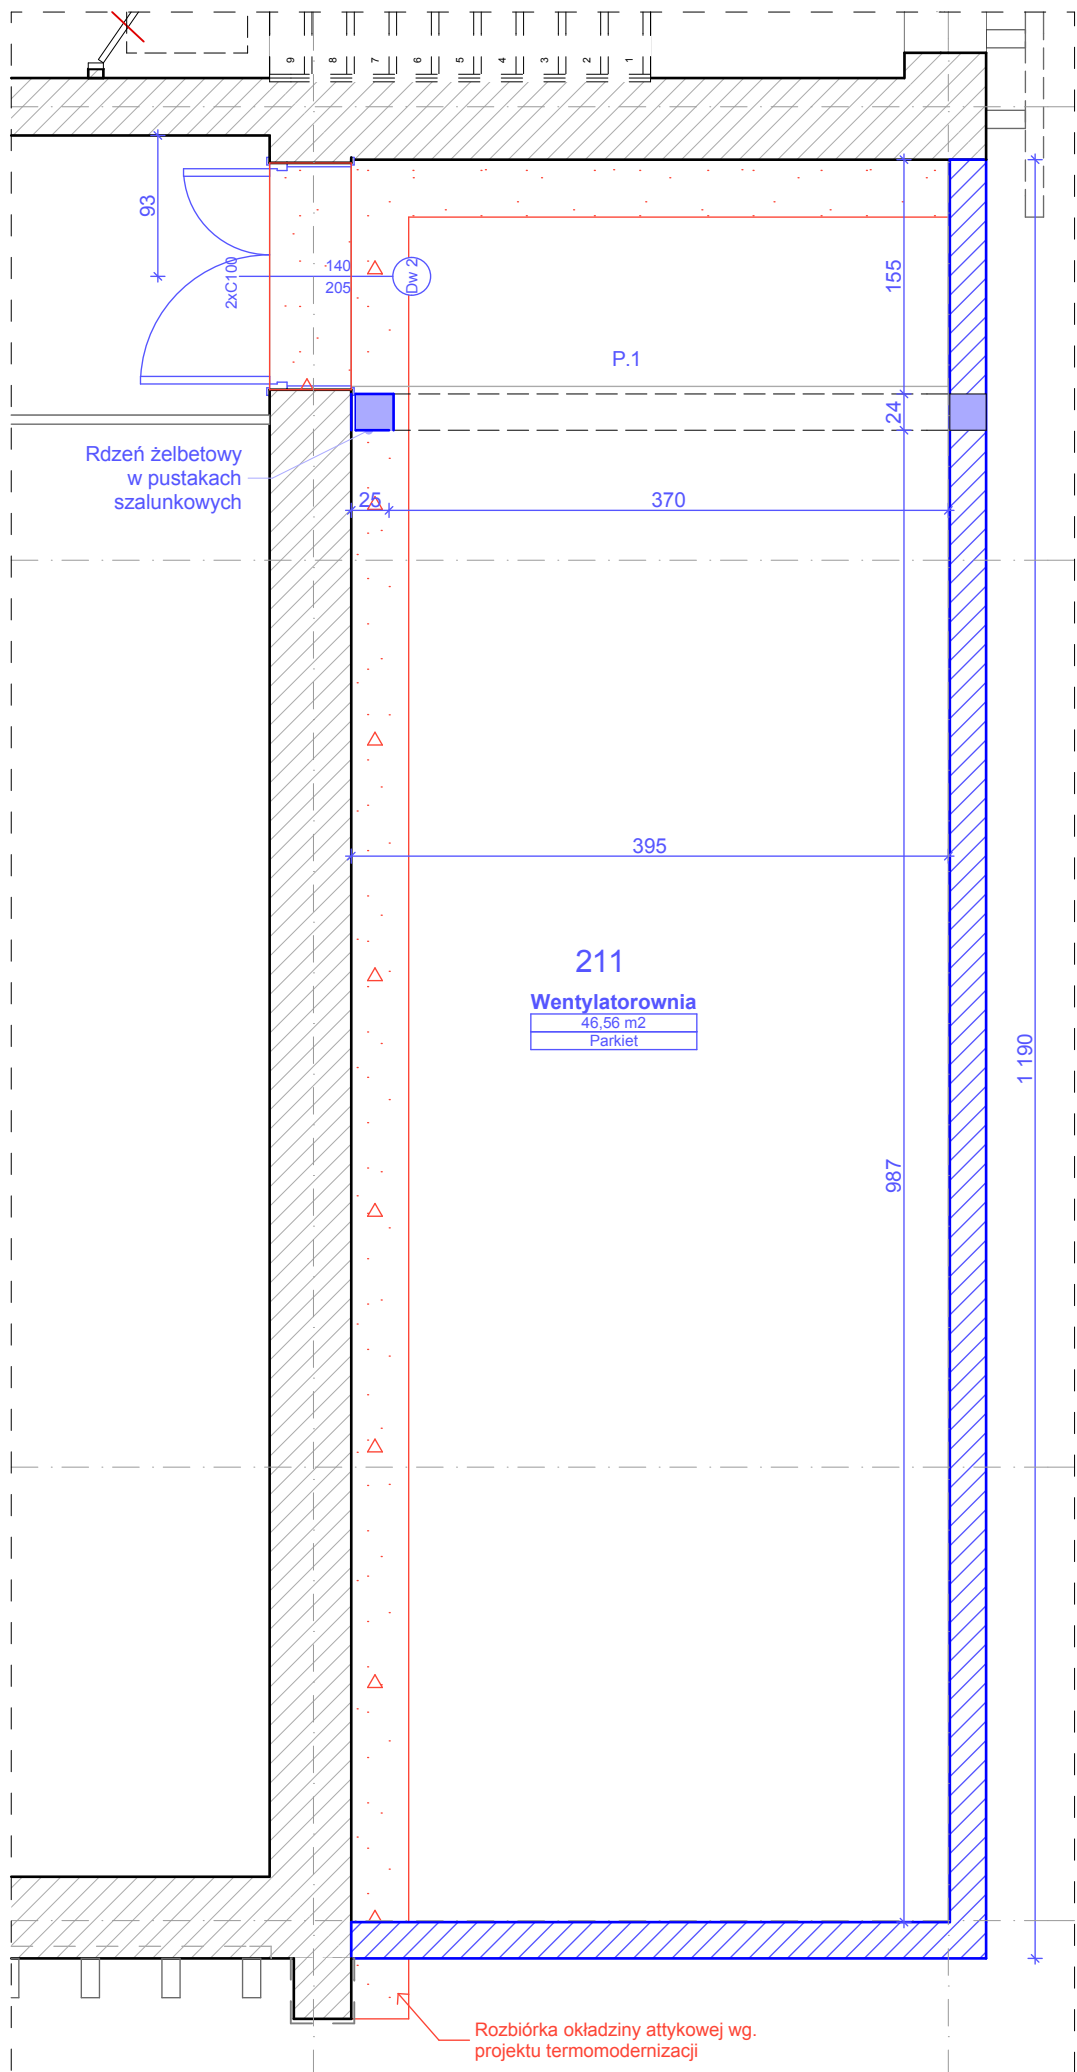 9 8 7 6 5 4 3 2 1
93
2xC100
140
205
Dw 2
155
P.1
24
Rdzeń żelbetowy
w pustakach
szalunkowych
25
370
395
211
Wentylatorownia
46,56 m2
Parkiet
1 190
987
Rozbiórka okładziny attykowej wg.
projektu termomodernizacji